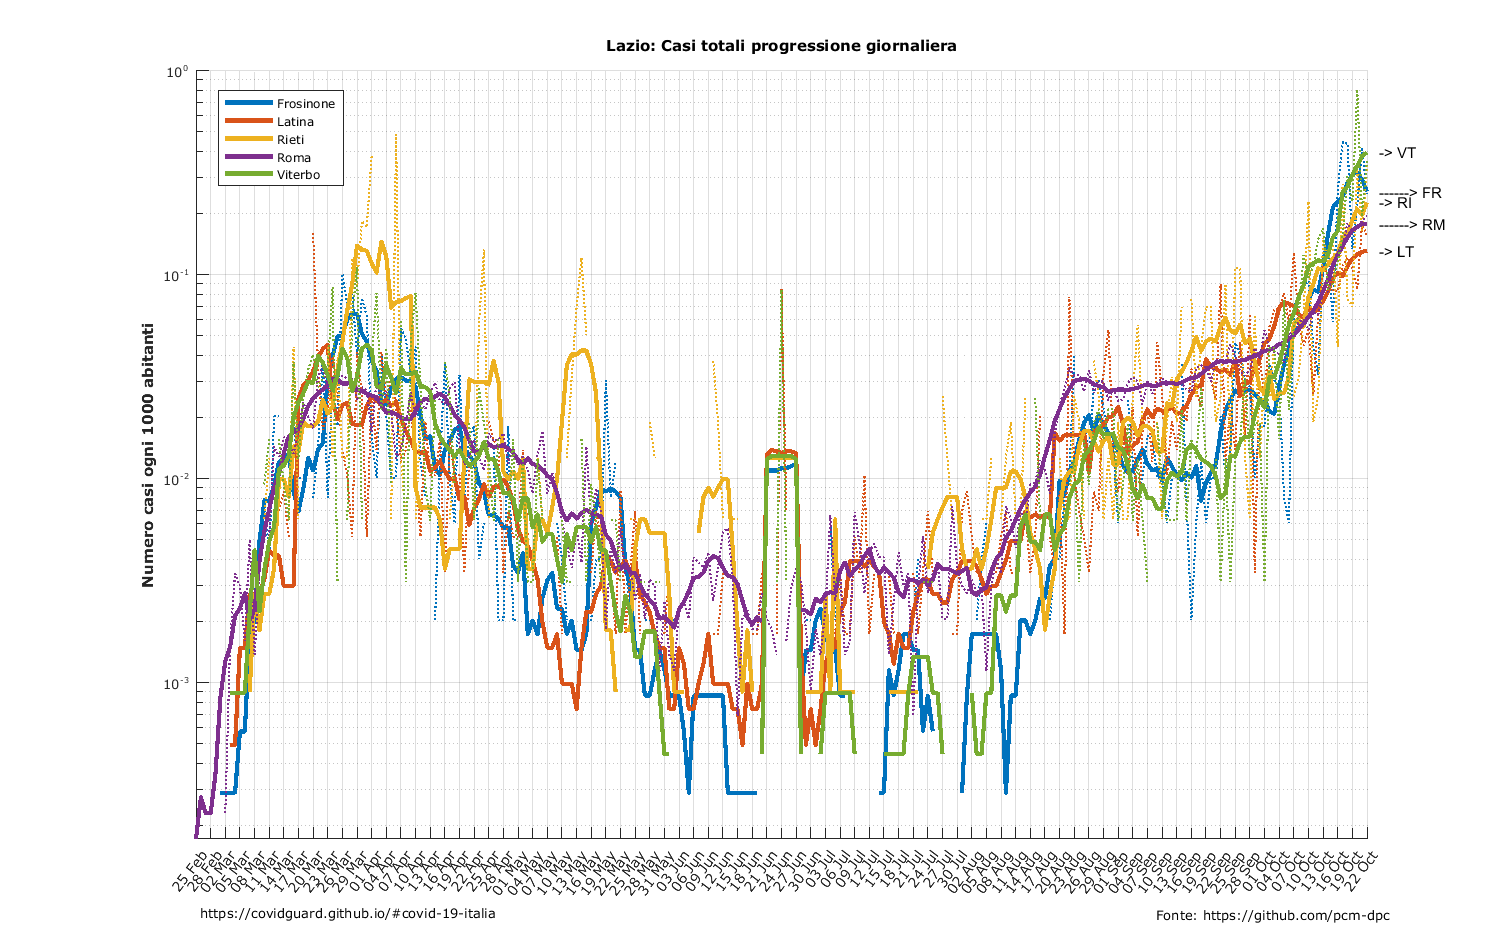 Lazio: Casi totali progressione giornaliera
Numero casi ogni 1000 abitanti
10⁰
10⁻¹
10⁻²
10⁻³
Frosinone
Latina
Rieti
Roma
Viterbo
-> VT
------> FR
-> RI
------> RM
-> LT
25 Feb
28 Feb
02 Mar
05 Mar
08 Mar
11 Mar
14 Mar
17 Mar
20 Mar
23 Mar
26 Mar
29 Mar
01 Apr
04 Apr
07 Apr
10 Apr
13 Apr
16 Apr
19 Apr
22 Apr
25 Apr
28 Apr
01 May
04 May
07 May
10 May
13 May
16 May
19 May
22 May
25 May
28 May
31 May
03 Jun
06 Jun
09 Jun
12 Jun
15 Jun
18 Jun
21 Jun
24 Jun
27 Jun
30 Jun
03 Jul
06 Jul
09 Jul
12 Jul
15 Jul
18 Jul
21 Jul
24 Jul
27 Jul
30 Jul
02 Aug
05 Aug
08 Aug
11 Aug
14 Aug
17 Aug
20 Aug
23 Aug
26 Aug
29 Aug
01 Sep
04 Sep
07 Sep
10 Sep
13 Sep
16 Sep
19 Sep
22 Sep
25 Sep
28 Sep
01 Oct
04 Oct
07 Oct
10 Oct
13 Oct
16 Oct
19 Oct
22 Oct
https://covidguard.github.io/#covid-19-italia
Fonte: https://github.com/pcm-dpc